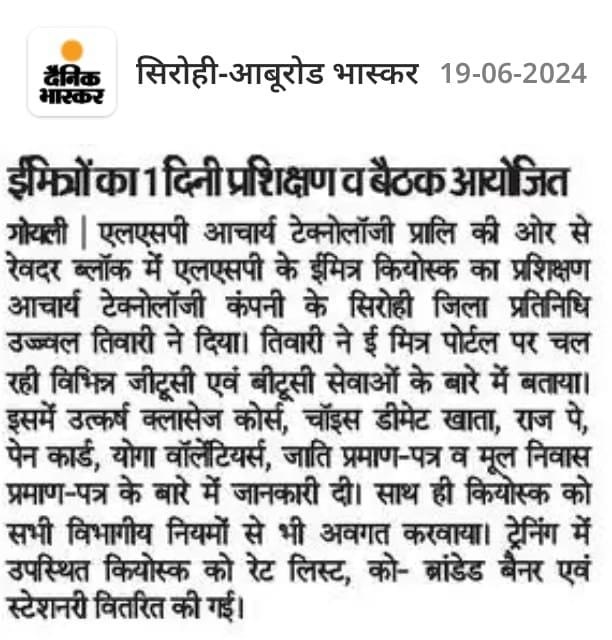 दैनिक
भास्कर
सिरोही-आबूरोड भास्कर 19-06-2024
ईमित्रों का 1 दिनी प्रशिक्षण व बैठक आयोजित
गोयली | एलएसपी आचार्य टेक्नोलॉजी प्रालि की ओर से
रेवदर ब्लॉक में एलएसपी के ईमित्र कियोस्क का प्रशिक्षण
आचार्य टेक्नोलॉजी कंपनी के सिरोही जिला प्रतिनिधि
उज्ज्वल तिवारी ने दिया। तिवारी ने ई मित्र पोर्टल पर चल
रही विभिन्न जीटूसी एवं बीटूसी सेवाओं के बारे में बताया।
इसमें उत्कर्ष क्लासेज कोर्स, चॉइस डीमेट खाता, राज पे,
पेन कार्ड, योगा वॉलेंटियर्स, जाति प्रमाण-पत्र व मूल निवास
प्रमाण-पत्र के बारे में जानकारी दी। साथ ही कियोस्क को
सभी विभागीय नियमों से भी अवगत करवाया। ट्रेनिंग में
उपस्थित कियोस्क को रेट लिस्ट, को- ब्रांडेड बैनर एवं
स्टेशनरी वितरित की गई।